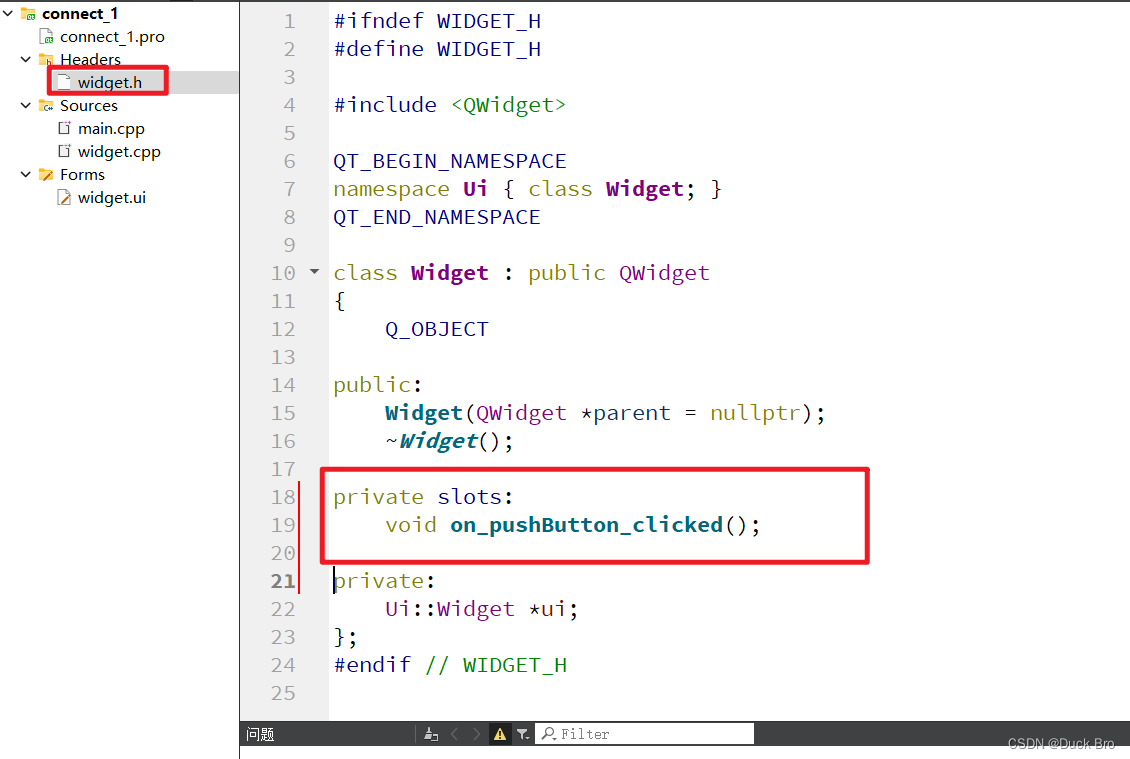 connect_1
connect_1.pro
Headers
widget.h
Sources
main.cpp
widget.cpp
Forms
widget.ui
1 #ifndef WIDGET_H
2 #define WIDGET_H
3
4 #include <QWidget>
5
6 QT_BEGIN_NAMESPACE
7 namespace Ui { class Widget; }
8 QT_END_NAMESPACE
9
10 class Widget : public QWidget
11 {
12     Q_OBJECT
13
14 public:
15     Widget(QWidget *parent = nullptr);
16     ~Widget();
17
18 private slots:
19     void on_pushButton_clicked();
20
21 private:
22     Ui::Widget *ui;
23 };
24 #endif // WIDGET_H
25
问题
Filter
CSDN @Duck Bro